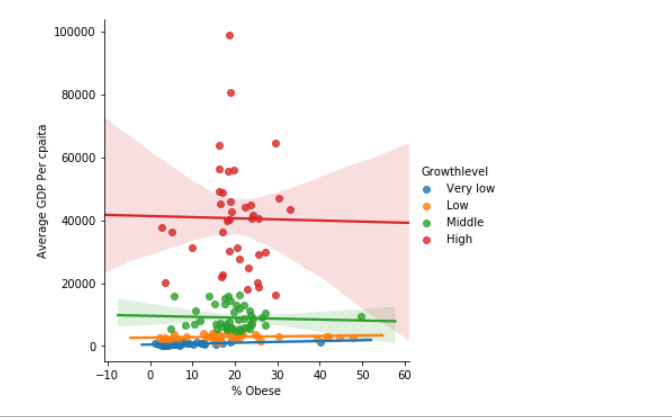 100000
80000
60000
40000
20000
0
Average GDP Per cpaita
−10 0 10 20 30 40 50 60
% Obese
Growthlevel
Very low
Low
Middle
High